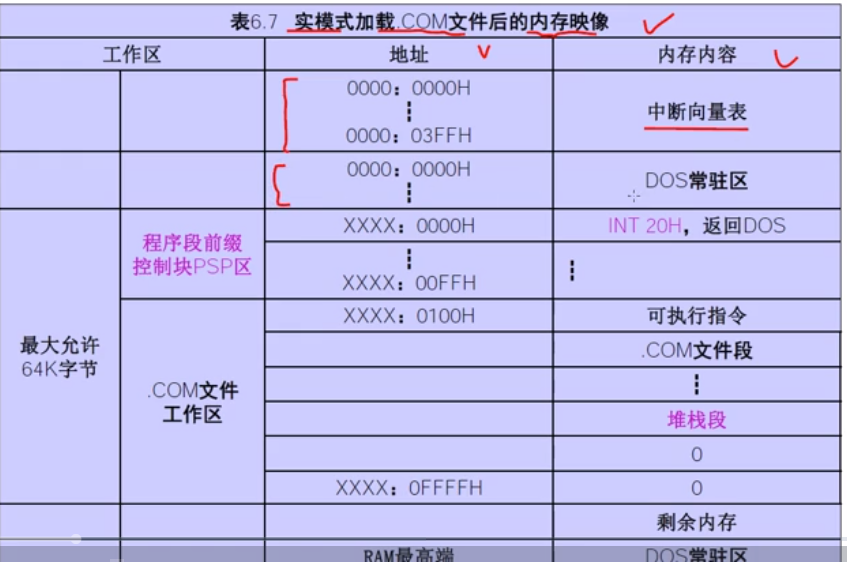 表6.7 实模式加载.COM文件后的内存映像
工作区 地址 内存内容
0000：0000H
0000：03FFH
中断向量表
0000：0000H
DOS常驻区
程序段前缀
控制块PSP区
XXXX：0000H
INT 20H，返回DOS
XXXX：00FFH
最大允许
64K字节
.COM文件
工作区
XXXX：0100H
可执行指令
.COM文件段
堆栈段
0
XXXX：0FFFFH
0
剩余内存
RAM最高端
DOS常驻区